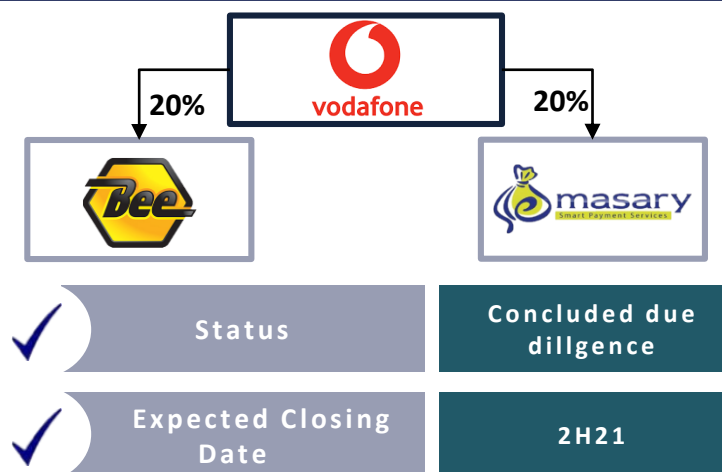 vodafone
20%
20%
Bee
masary
Smart Payment Services
Status
Concluded due
dillgence
Expected Closing
Date
2H21